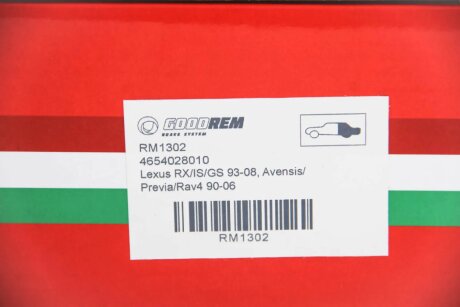 GOODREM
BRAKE SYSTEM
RM1302
4654028010
Lexus RX/IS/GS 93-08, Avensis/
Previa/Rav4 90-06
RM1302